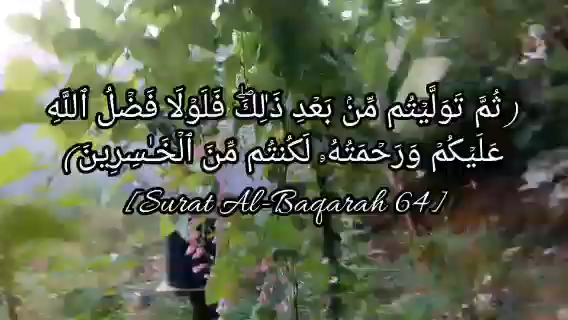 (ثُمَّ تَوَلَّيْتُم مِّنۢ بَعْدِ ذَٰلِكَۖ فَلَوْلَا فَضْلُ ٱللَّهِ
عَلَيْكُمْ وَرَحْمَتُهُۥ لَكُنتُم مِّنَ ٱلْخَـٰسِرِينَ)
[Surat Al-Baqarah 64]